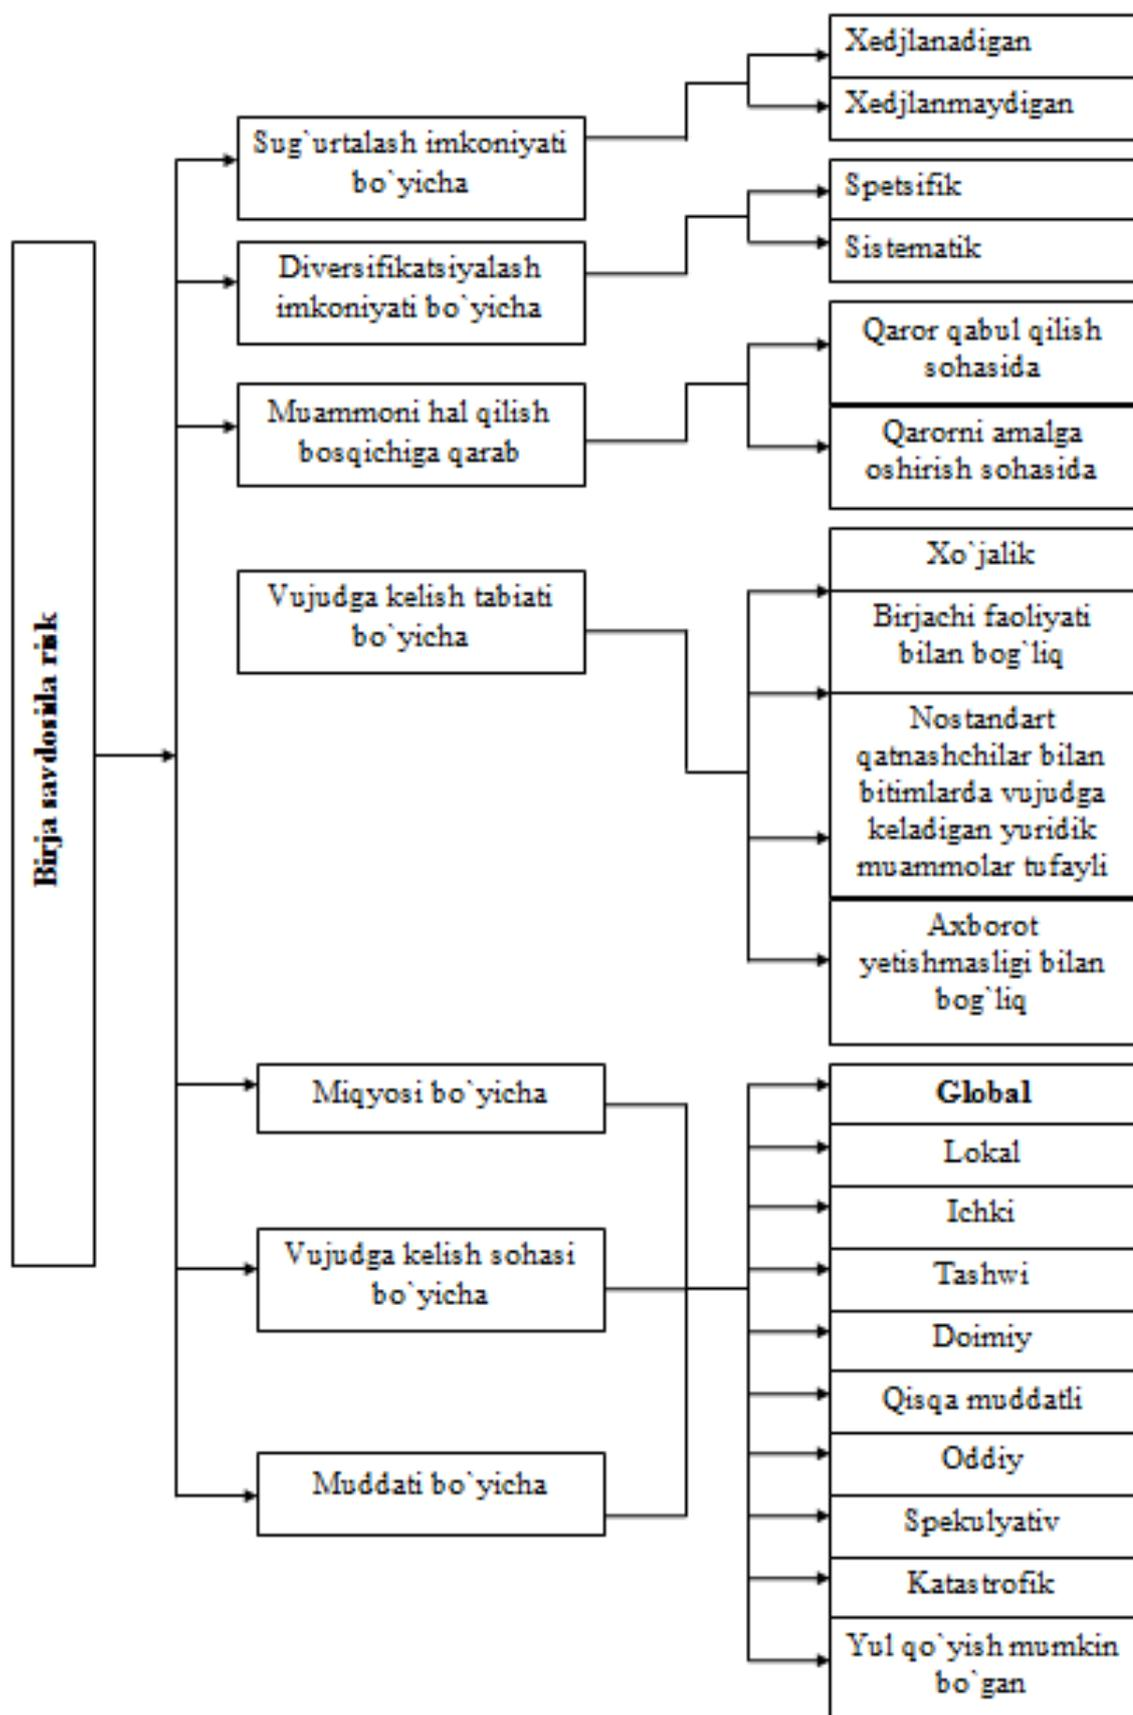 Birja savdosida risk
Sug`urtalash imkoniyati
bo`yicha
Xedjlanadigan
Xedjlanmaydigan
Diversifikatsiyalash
imkoniyati bo`yicha
Spetsifik
Sistematik
Muammoni hal qilish
bosqichiga qarab
Qaror qabul qilish
sohasida
Qarorni amalga
oshirish sohasida
Vujudga kelish tabiati
bo`yicha
Xo`jalik
Birjachi faoliyati
bilan bog`liq
Nostandart
qatnashchilar bilan
bitimlarda vujudga
keladigan yuridik
muammolar tufayli
Axborot
yetishmasligi bilan
bog`liq
Miqyosi bo`yicha
Vujudga kelish sohasi
bo`yicha
Muddati bo`yicha
Global
Lokal
Ichki
Tashwi
Doimiy
Qisqa muddatli
Oddiy
Spekulyativ
Katastrofik
Yul qo`yish mumkin
bo`gan